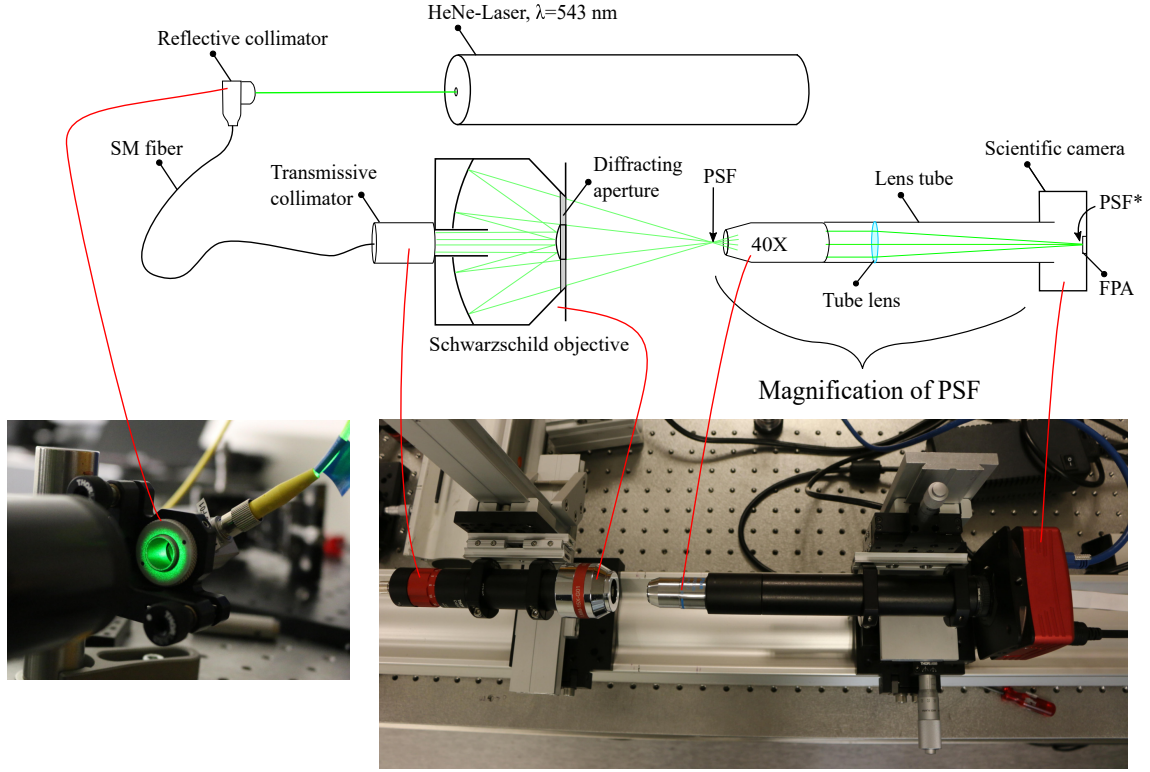 HeNe-Laser, λ=543 nm
Reflective collimator
SM fiber
Transmissive
collimator
Diffracting
aperture
PSF
Lens tube
Scientific camera
PSF*
40X
Tube lens
FPA
Schwarzschild objective
Magnification of PSF